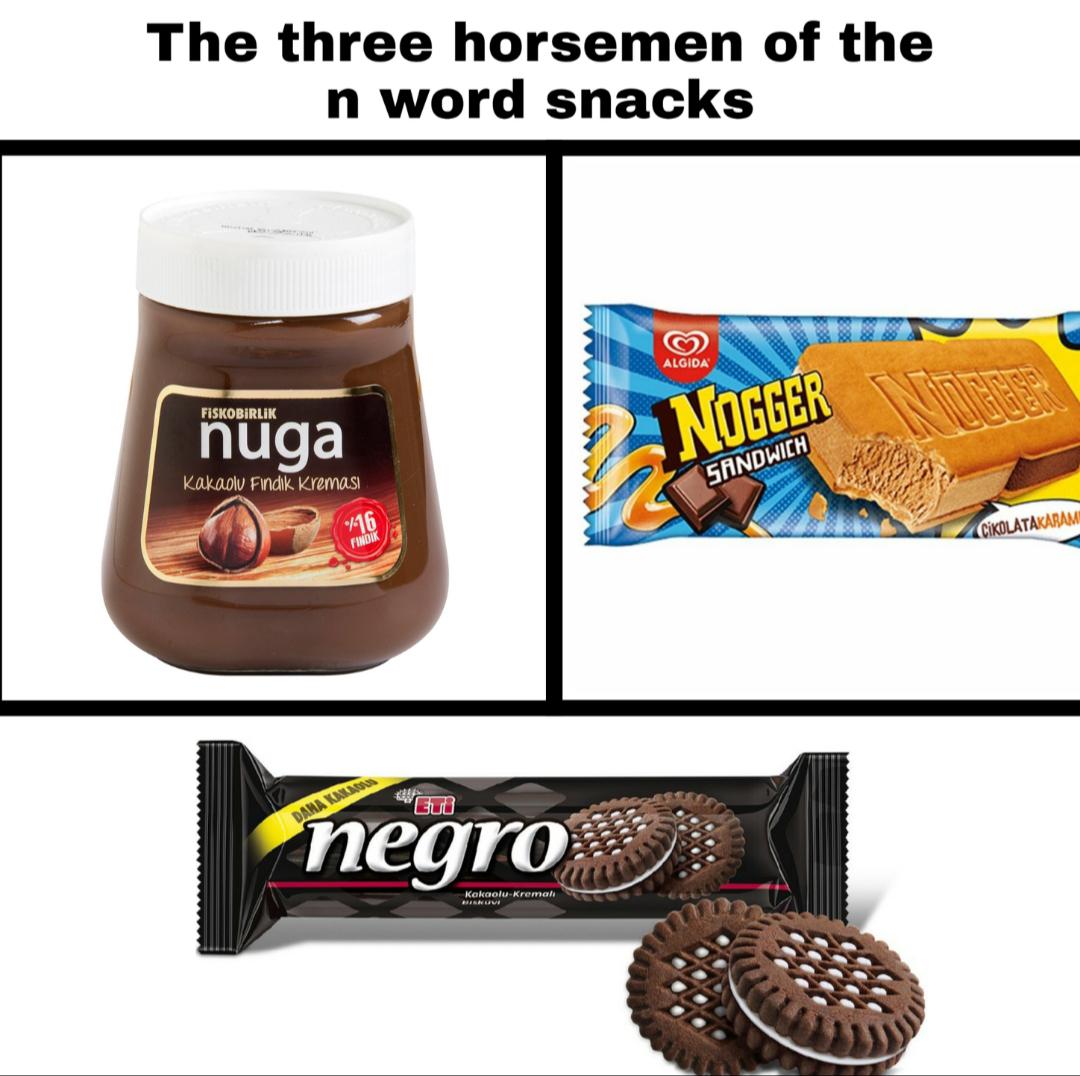 The three horsemen of the
n word snacks
FiSKOBiRLiK
nuga
Kakaolu Fındık Kreması
%16
FINDIK
ALGiDA
NOGGER
SANDWICH
NOGGER
ÇiKOLATAKARAM
DAHA KAKAOLU
ETi
negro
Kakaolu-Kremalı
Bisküvi